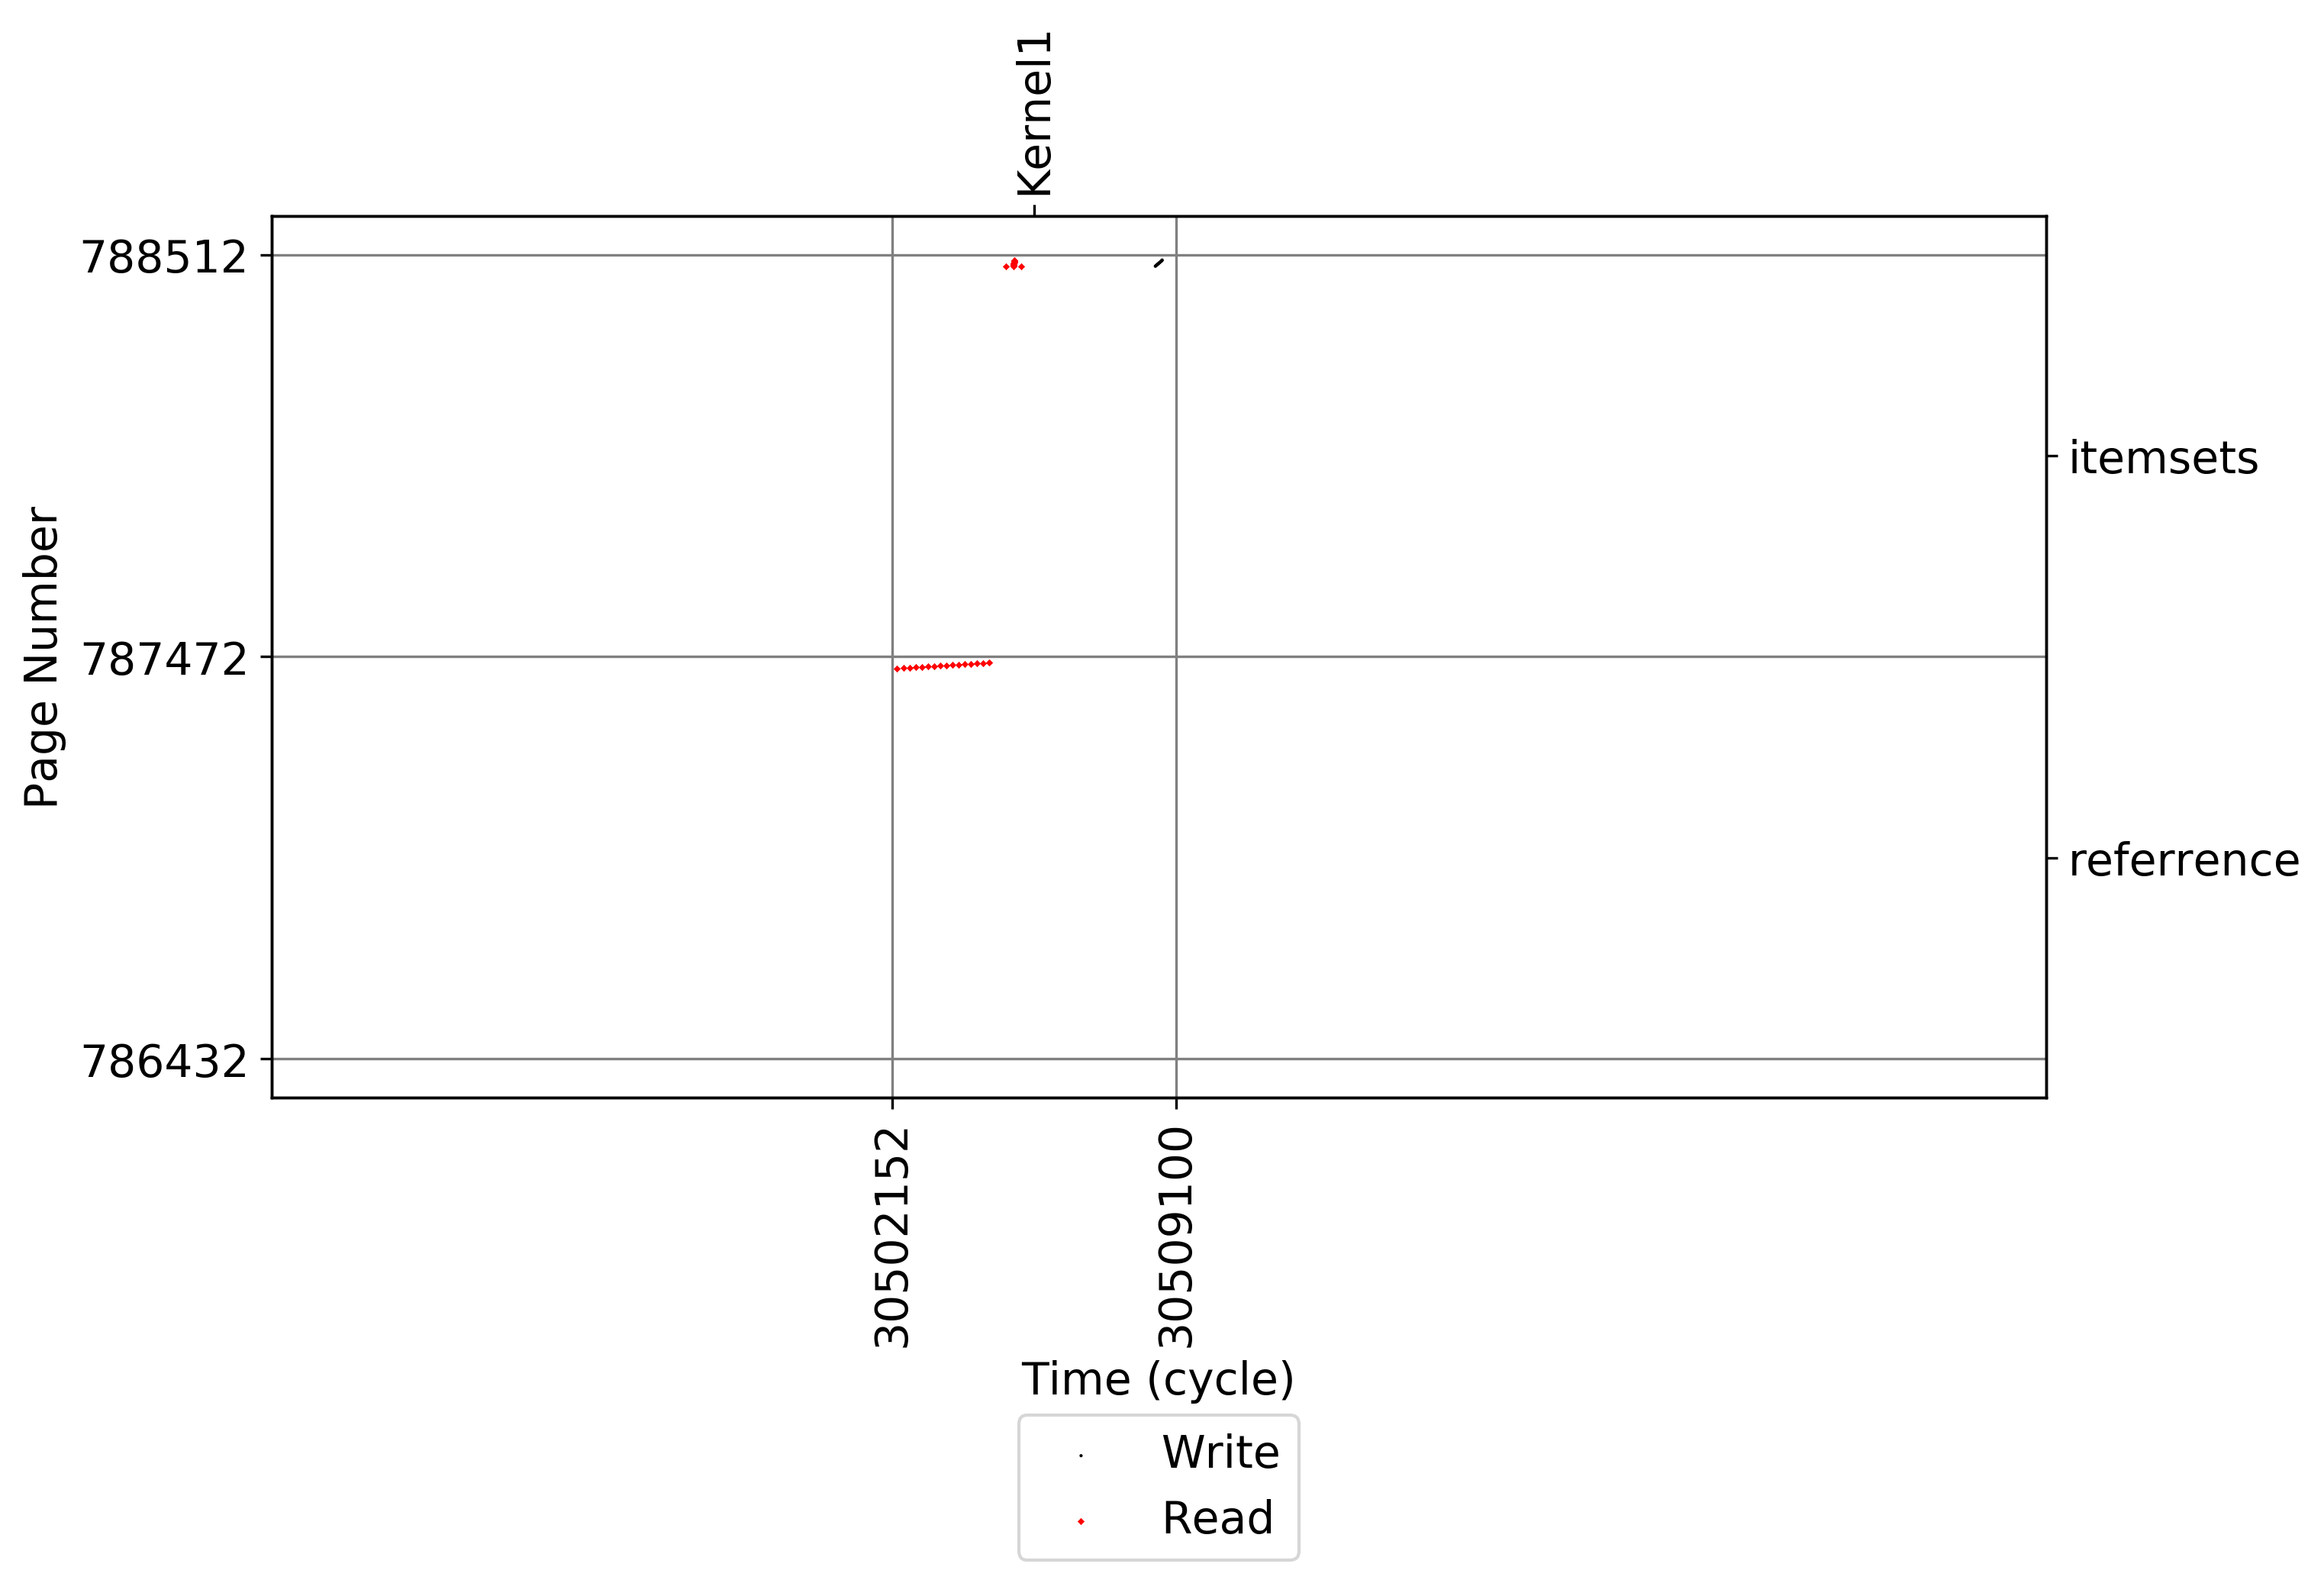 Kernel1
788512
itemsets
787472
Page Number
referrence
786432
30502152
30509100
Time (cycle)
Write
Read